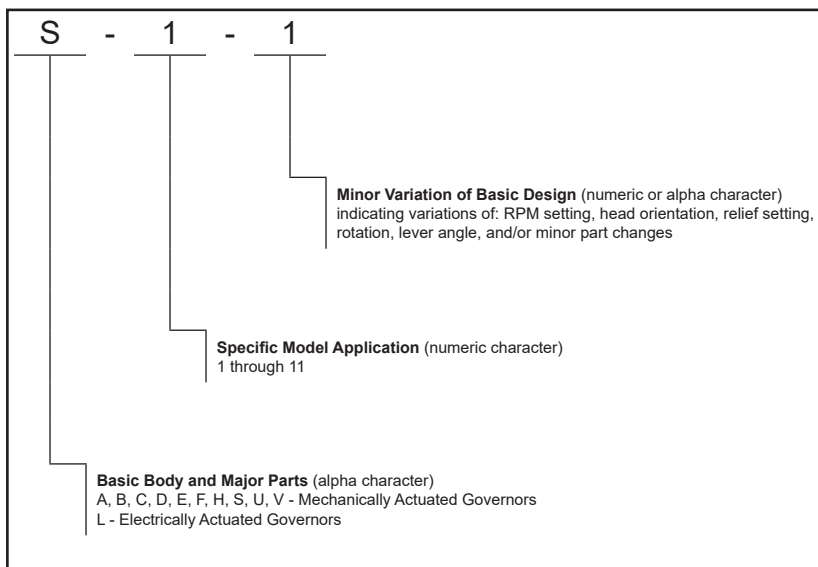 S - 1 - 1
Minor Variation of Basic Design (numeric or alpha character)
indicating variations of: RPM setting, head orientation, relief setting,
rotation, lever angle, and/or minor part changes
Specific Model Application (numeric character)
1 through 11
Basic Body and Major Parts (alpha character)
A, B, C, D, E, F, H, S, U, V - Mechanically Actuated Governors
L - Electrically Actuated Governors